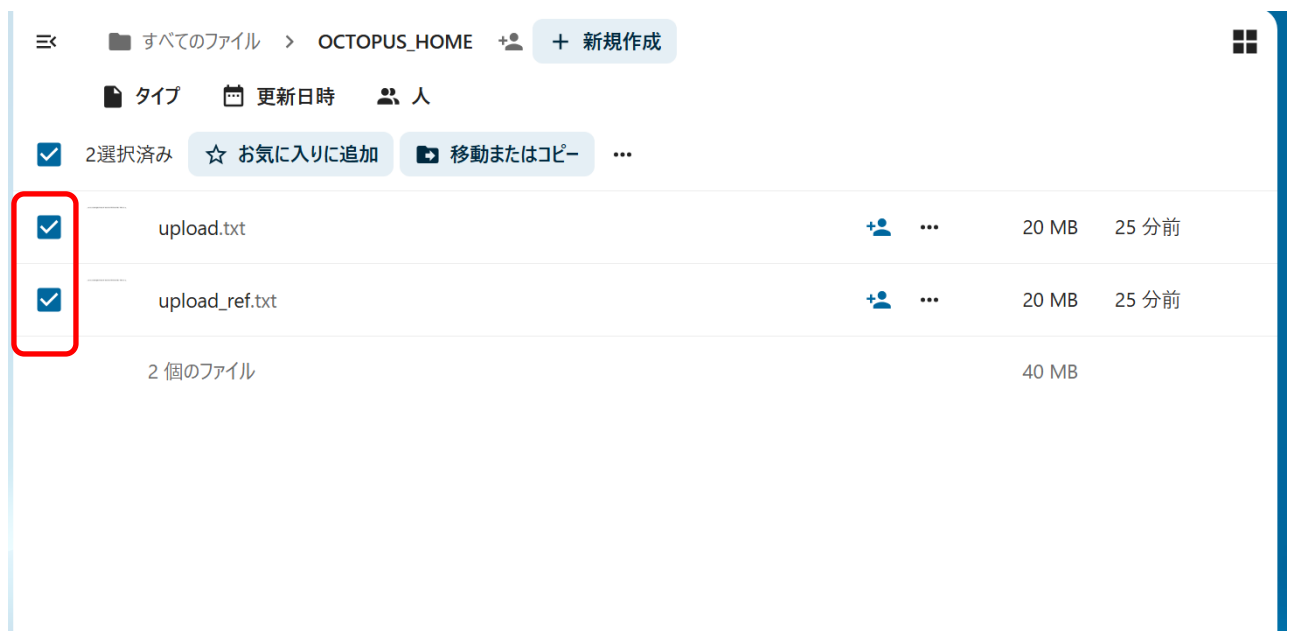 すべてのファイル > OCTOPUS_HOME + 新規作成
タイプ 更新日時 人
2選択済み お気に入りに追加 移動またはコピー
upload.txt 20 MB 25 分前
upload_ref.txt 20 MB 25 分前
2 個のファイル 40 MB